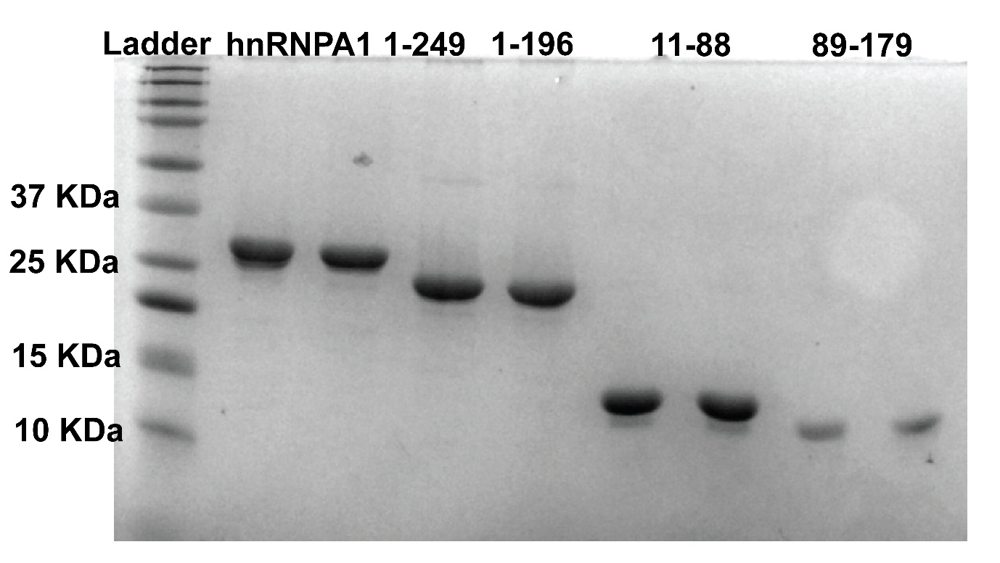 Ladder hnRNPA1 1-249 1-196 11-88 89-179
37 KDa
25 KDa
15 KDa
10 KDa